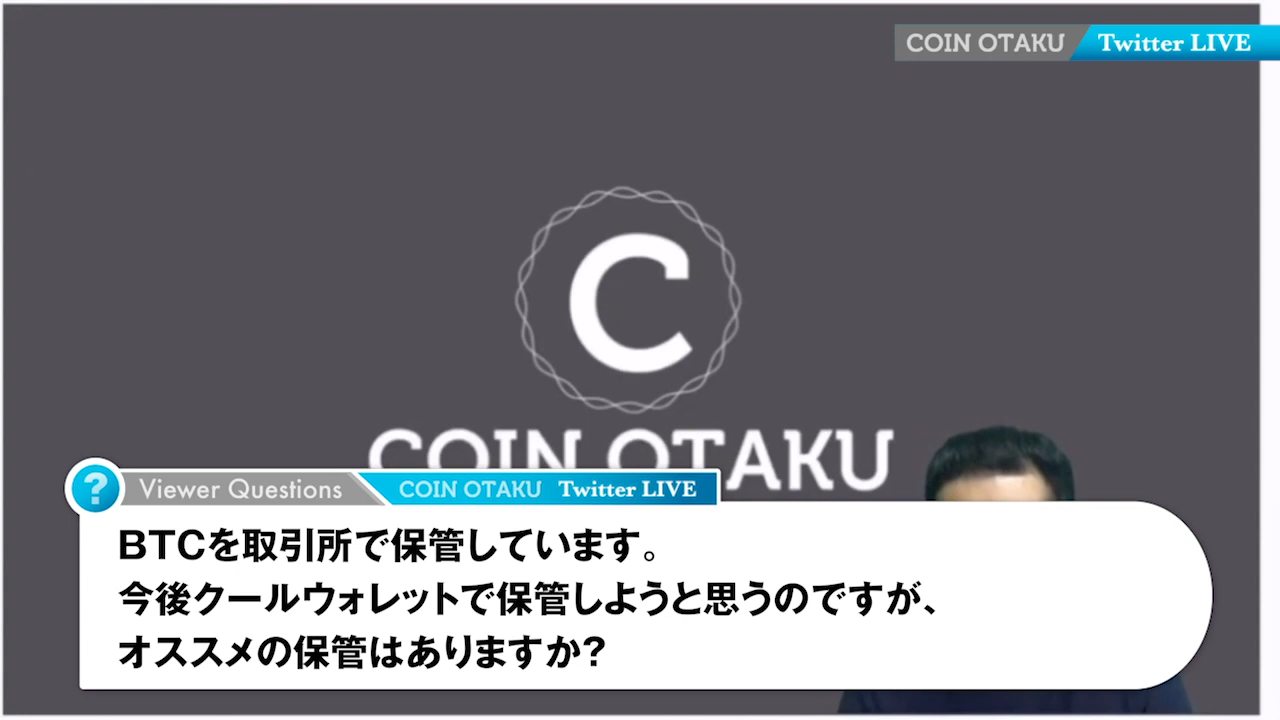 COIN OTAKU Twitter LIVE
C
COIN OTAKU
? Viewer Questions COIN OTAKU Twitter LIVE
BTCを取引所で保管しています。
今後クールウォレットで保管しようと思うのですが、
オススメの保管はありますか?